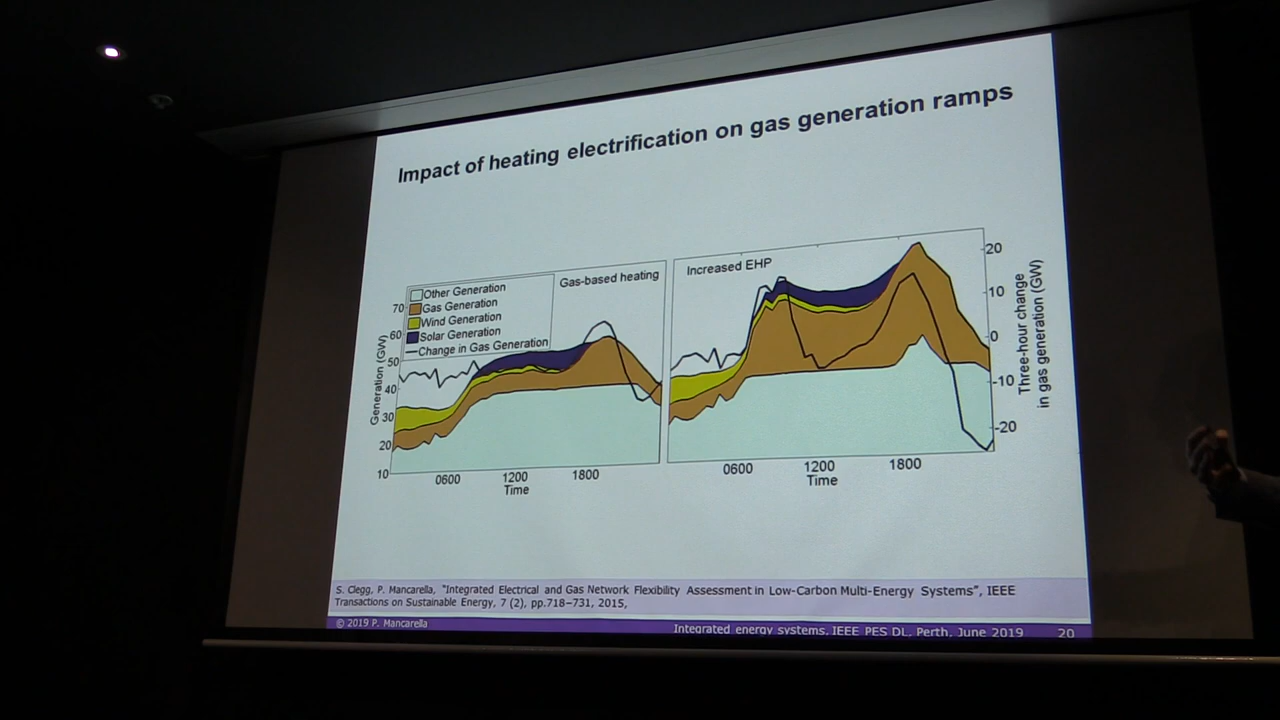 Impact of heating electrification on gas generation ramps
Other Generation
Gas Generation
Wind Generation
Solar Generation
Change in Gas Generation
Gas-based heating
Generation (GW)
70
60
50
40
30
20
10
0600
1200
1800
Time
Increased EHP
0600
1200
1800
Time
20
10
0
-10
-20
Three-hour change
in gas generation (GW)
S. Clegg, P. Mancarella, "Integrated Electrical and Gas Network Flexibility Assessment in Low-Carbon Multi-Energy Systems", IEEE
Transactions on Sustainable Energy, 7 (2), pp.718–731, 2015,
© 2019 P. Mancarella
Integrated energy systems, IEEE PES DL, Perth, June 2019
20